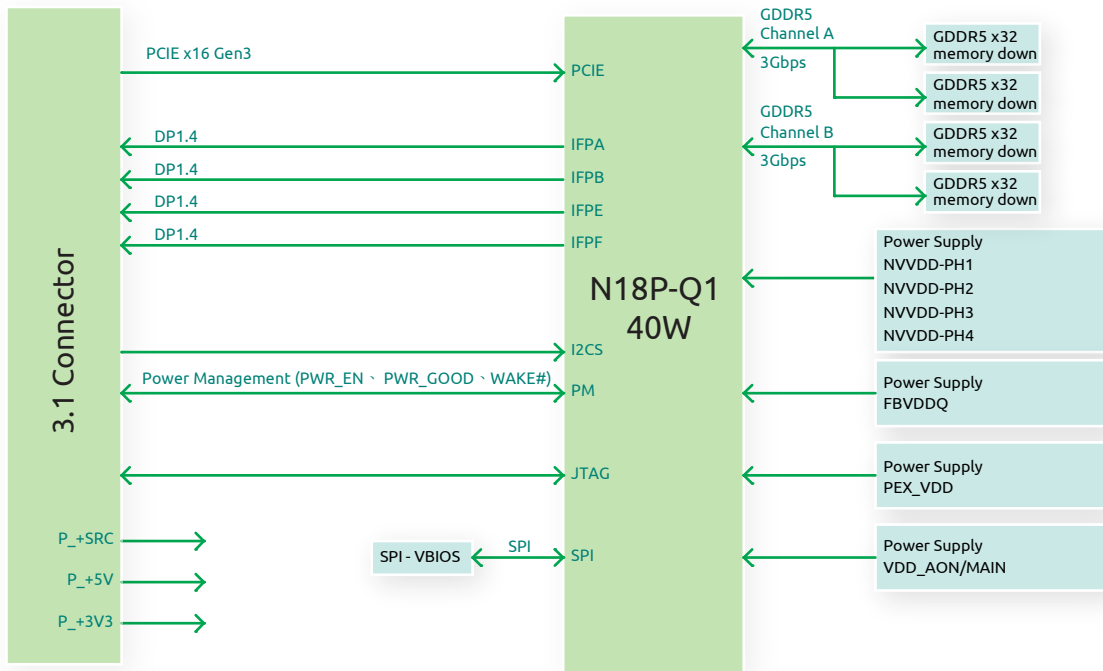 3.1 Connector
PCIE x16 Gen3
DP1.4
DP1.4
DP1.4
DP1.4
Power Management (PWR_EN、 PWR_GOOD、WAKE#)
P_+SRC
P_+5V
P_+3V3
SPI - VBIOS
SPI
PCIE
IFPA
IFPB
IFPE
IFPF
N18P-Q1
40W
I2CS
PM
JTAG
SPI
GDDR5
Channel A
3Gbps
GDDR5
Channel B
3Gbps
GDDR5 x32
memory down
GDDR5 x32
memory down
GDDR5 x32
memory down
GDDR5 x32
memory down
Power Supply
NVVDD-PH1
NVVDD-PH2
NVVDD-PH3
NVVDD-PH4
Power Supply
FBVDDQ
Power Supply
PEX_VDD
Power Supply
VDD_AON/MAIN